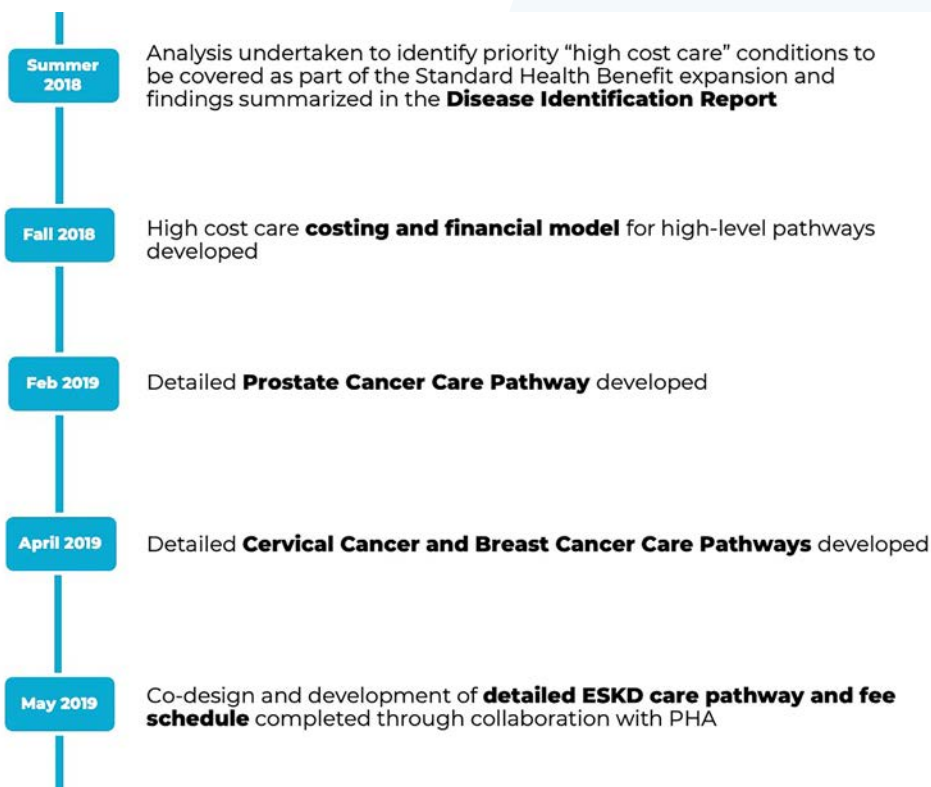 Summer
2018
Analysis undertaken to identify priority “high cost care” conditions to
be covered as part of the Standard Health Benefit expansion and
findings summarized in the Disease Identification Report
Fall 2018
High cost care costing and financial model for high-level pathways
developed
Feb 2019
Detailed Prostate Cancer Care Pathway developed
April 2019
Detailed Cervical Cancer and Breast Cancer Care Pathways developed
May 2019
Co-design and development of detailed ESKD care pathway and fee
schedule completed through collaboration with PHA